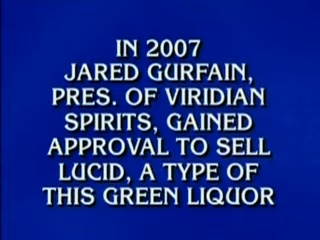 IN 2007
JARED GURFAIN,
PRES. OF VIRIDIAN
SPIRITS, GAINED
APPROVAL TO SELL
LUCID, A TYPE OF
THIS GREEN LIQUOR